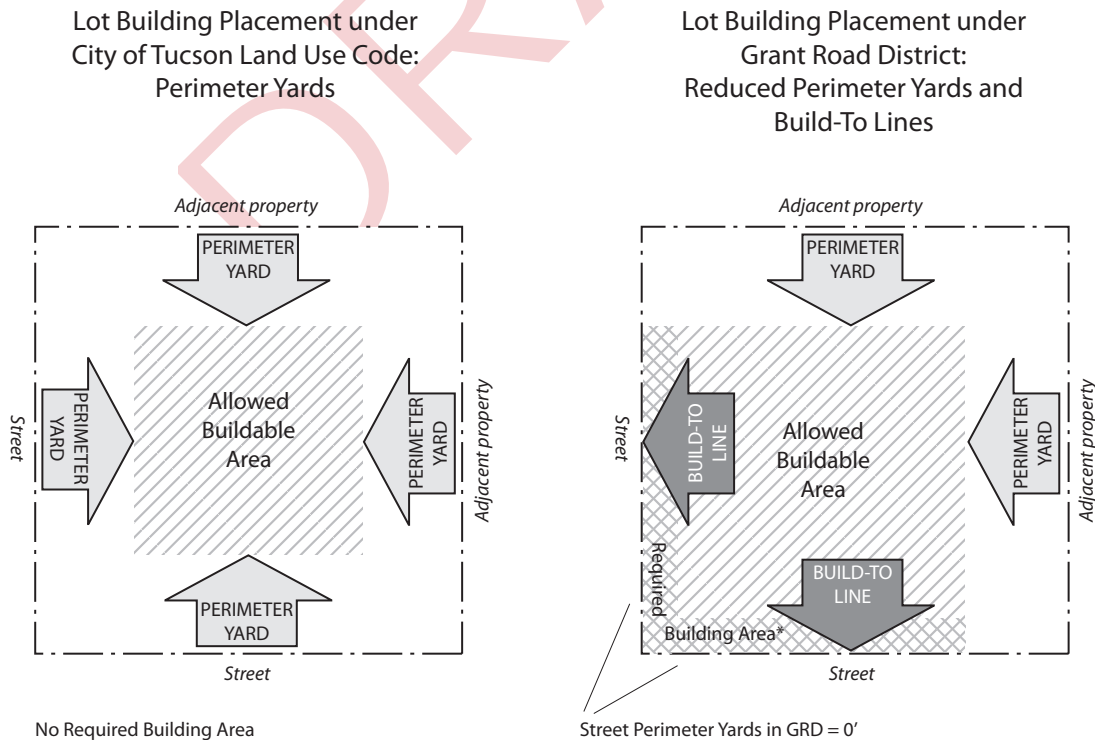 Lot Building Placement under
City of Tucson Land Use Code:
Perimeter Yards
Adjacent property
PERIMETER
YARD
Street
PERIMETER
YARD
Allowed
Buildable
Area
PERIMETER
YARD
Adjacent property
PERIMETER
YARD
Street
No Required Building Area
Lot Building Placement under
Grant Road District:
Reduced Perimeter Yards and
Build-To Lines
Adjacent property
PERIMETER
YARD
Street
BUILD-TO
LINE
Allowed
Buildable
Area
PERIMETER
YARD
Adjacent property
Required
Building Area*
BUILD-TO
LINE
Street
Street Perimeter Yards in GRD = 0'